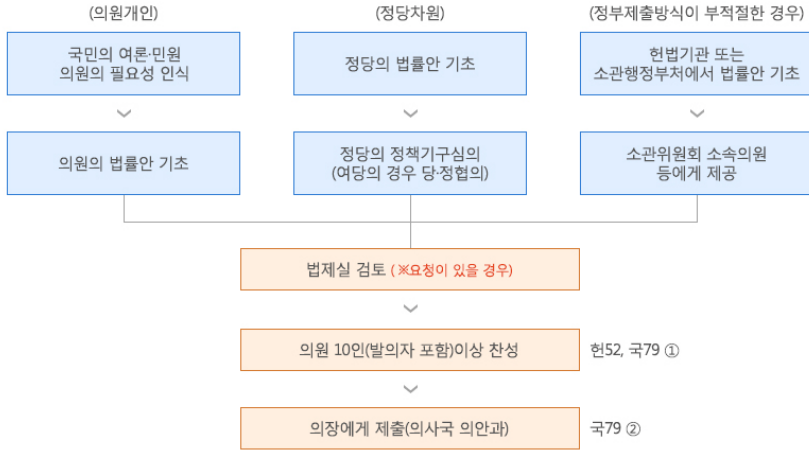 (의원개인)
국민의 여론·민원
의원의 필요성 인식
의원의 법률안 기초
(정당차원)
정당의 법률안 기초
정당의 정책기구심의
(여당의 경우 당·정협의)
(정부제출방식이 부적절한 경우)
헌법기관 또는
소관행정부처에서 법률안 기초
소관위원회 소속의원
등에게 제공
법제실 검토 ( ※요청이 있을 경우)
의원 10인(발의자 포함)이상 찬성
헌52, 국79 ①
의장에게 제출(의사국 의안과)
국79 ②